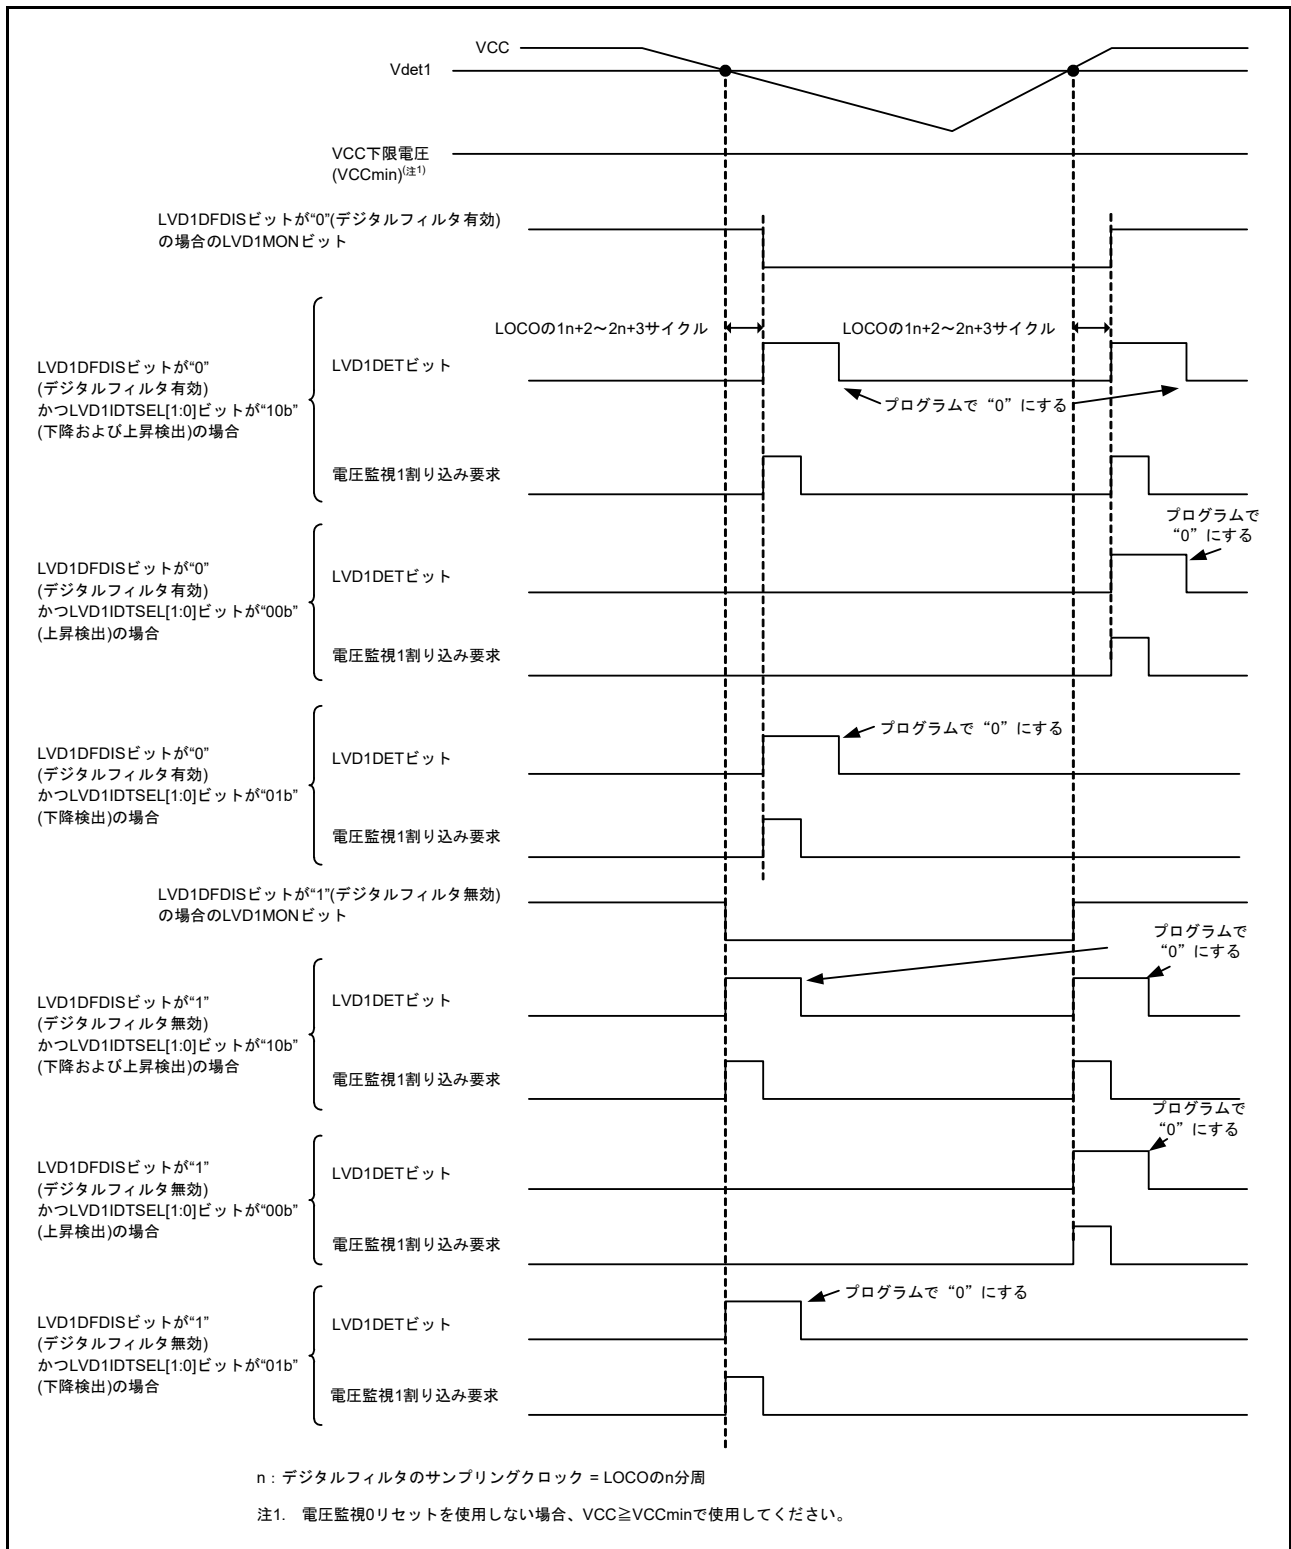 VCC
Vdet1
VCC下限電圧
(VCCmin)(注1)
LVD1DFDISビットが“0”(デジタルフィルタ有効)
の場合のLVD1MONビット
LOCOの1n+2～2n+3サイクル
LOCOの1n+2～2n+3サイクル
LVD1DFDISビットが“0”
(デジタルフィルタ有効)
かつLVD1IDTSEL[1:0]ビットが“10b”
(下降および上昇検出)の場合
LVD1DETビット
プログラムで“0”にする
電圧監視1割り込み要求
プログラムで
“0”にする
LVD1DFDISビットが“0”
(デジタルフィルタ有効)
かつLVD1IDTSEL[1:0]ビットが“00b”
(上昇検出)の場合
LVD1DETビット
電圧監視1割り込み要求
プログラムで“0”にする
LVD1DFDISビットが“0”
(デジタルフィルタ有効)
かつLVD1IDTSEL[1:0]ビットが“01b”
(下降検出)の場合
LVD1DETビット
電圧監視1割り込み要求
LVD1DFDISビットが“1”(デジタルフィルタ無効)
の場合のLVD1MONビット
プログラムで
“0”にする
LVD1DFDISビットが“1”
(デジタルフィルタ無効)
かつLVD1IDTSEL[1:0]ビットが“10b”
(下降および上昇検出)の場合
LVD1DETビット
電圧監視1割り込み要求
プログラムで
“0”にする
LVD1DFDISビットが“1”
(デジタルフィルタ無効)
かつLVD1IDTSEL[1:0]ビットが“00b”
(上昇検出)の場合
LVD1DETビット
電圧監視1割り込み要求
プログラムで“0”にする
LVD1DFDISビットが“1”
(デジタルフィルタ無効)
かつLVD1IDTSEL[1:0]ビットが“01b”
(下降検出)の場合
LVD1DETビット
電圧監視1割り込み要求
n：デジタルフィルタのサンプリングクロック = LOCOのn分周
注1. 電圧監視0リセットを使用しない場合、VCC≧VCCminで使用してください。